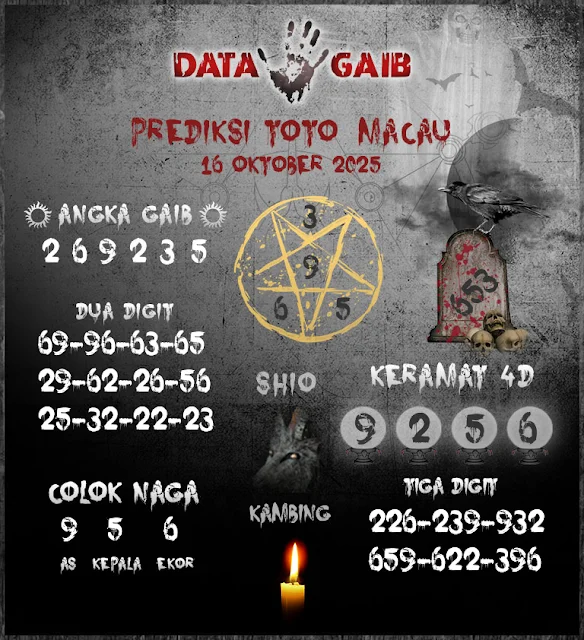 DATA GAIB
PREDIKSI TOTO MACAU
16 OKTOBER 2025
ANGKA GAIB
2 6 9 2 3 5
3
9
6 5
653
DUA DIGIT
69-96-63-65
29-62-26-56
25-32-22-23
SHIO
KAMBING
KERAMAT 4D
9 2 5 6
COLOK NAGA
9 5 6
AS KEPALA EKOR
TIGA DIGIT
226-239-932
659-622-396